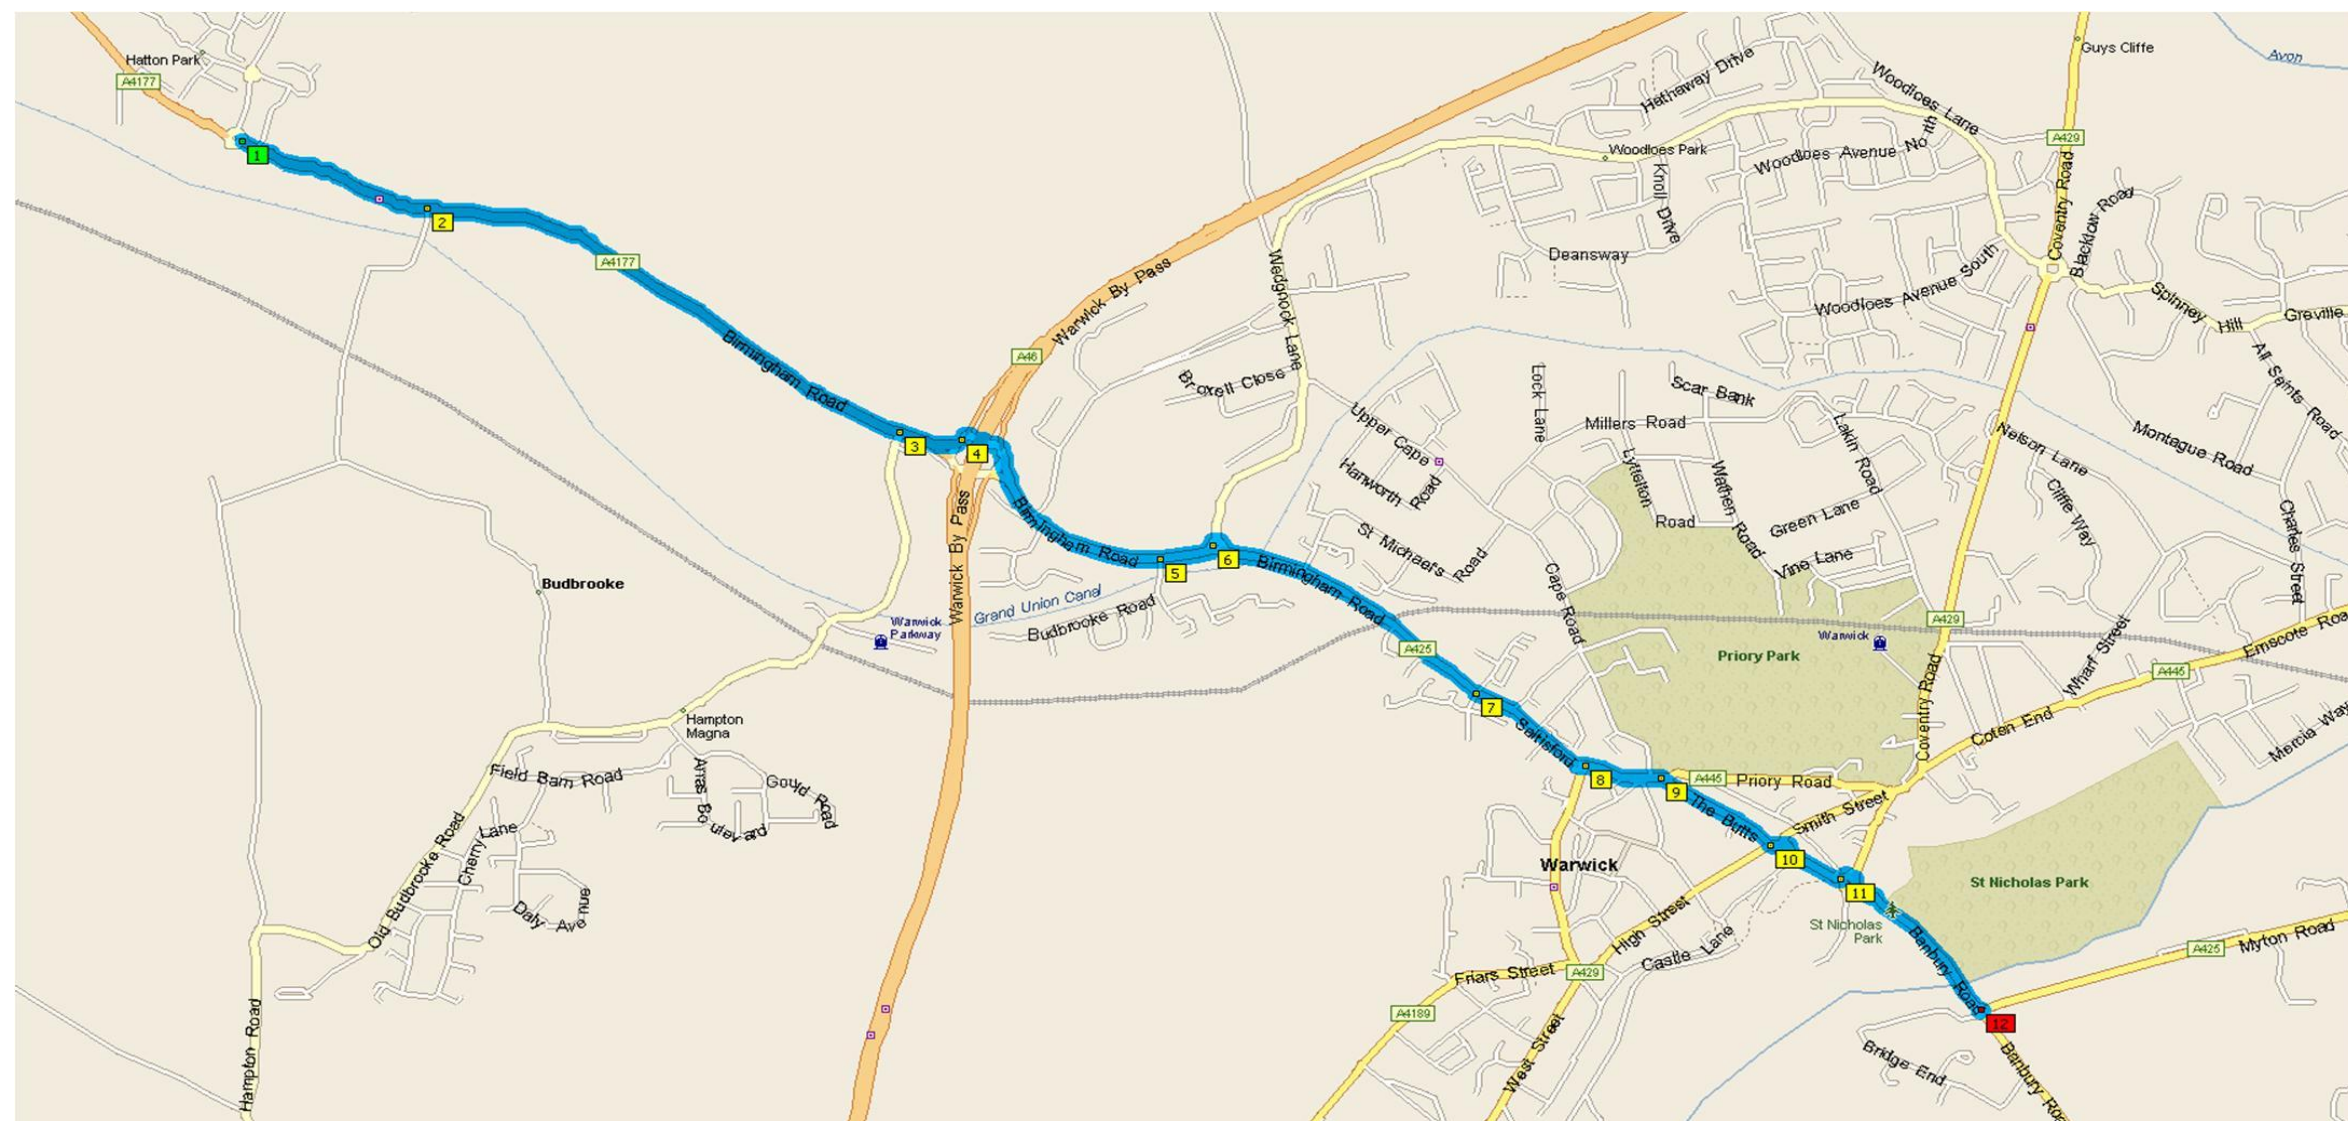 Hatton Park
A4177
1
2
A4177
Birmingham Road
3
4
A46
Warwick By Pass
Warwick By Pass
Birmingham Road
5
6
Birmingham Road
Grand Union Canal
Budbrooke Road
Warwick
Parkway
Budbrooke
Hampton
Magna
Field Barn Road
Arras Boulevard
Gould Road
Cherry Lane
Daly Avenue
Old Budbrooke Road
Hampton Road
Wedgnock Lane
Broxell Close
Upper Cape
Hanworth Road
St Michaels Road
Lock Lane
Millers Road
Scar Bank
Lyttelton
Road
Wathen Road
Lakin Road
Green Lane
Vine Lane
Cape Road
A425
7
Saltisford
8
9
A445
Priory Road
The Butts
Smith Street
10
11
Priory Park
Warwick
Warwick
High Street
Castle Lane
Friars Street
A429
A4189
West Street
St Nicholas
Park
St Nicholas Park
Banbury Road
12
Banbury Roa
Bridge End
A425
Myton Road
Hathaway Drive
Woodloes Lane
Woodloes Park
Woodloes Avenue North
Knoll Drive
Deansway
Woodloes Avenue South
Guys Cliffe
Avon
A429
Coventry Road
Blacklow Road
Spinney Hill
Greville
All Saints Road
Montague Road
Nelson Lane
Cliffe Way
Charles Street
A429
Coventry Road
Wharf Street
Coten End
A445
Emscote Roa
Mercia Way